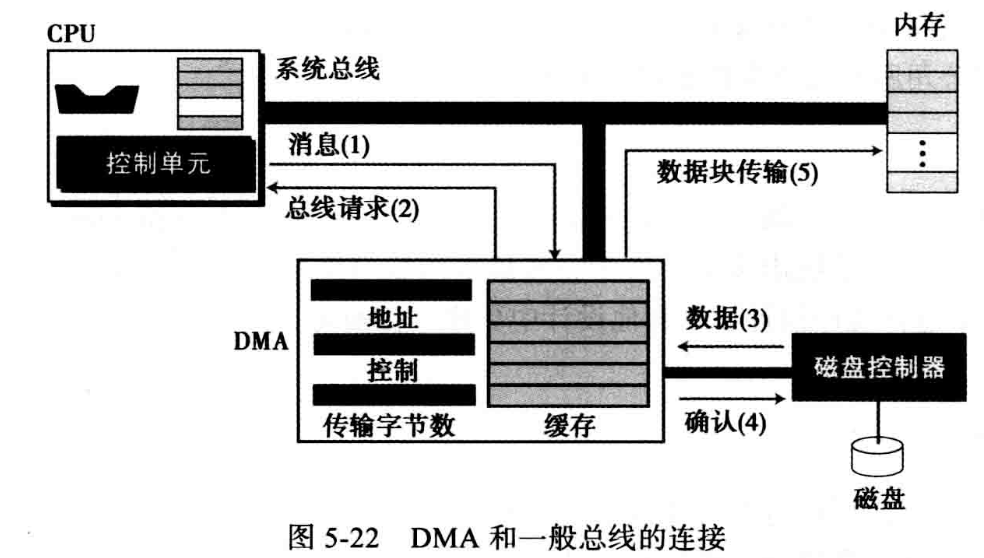 CPU
内存
系统总线
控制单元
消息(1)
数据块传输(5)
总线请求(2)
DMA
地址
控制
传输字节数
缓存
数据(3)
磁盘控制器
确认(4)
磁盘
图 5-22 DMA 和一般总线的连接